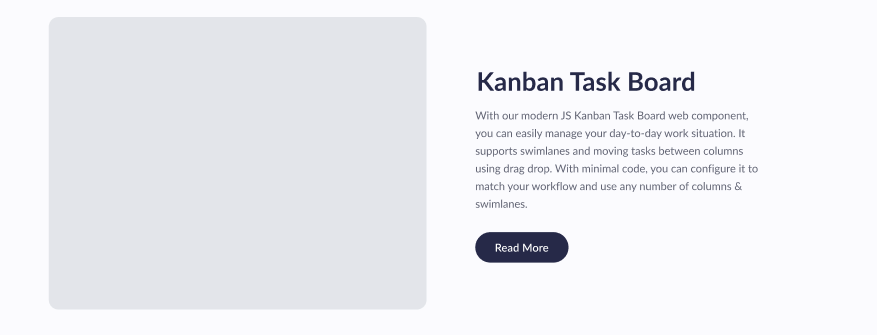 Kanban Task Board
With our modern JS Kanban Task Board web component,
you can easily manage your day-to-day work situation. It
supports swimlanes and moving tasks between columns
using drag drop. With minimal code, you can configure it to
match your workflow and use any number of columns &
swimlanes.
Read More